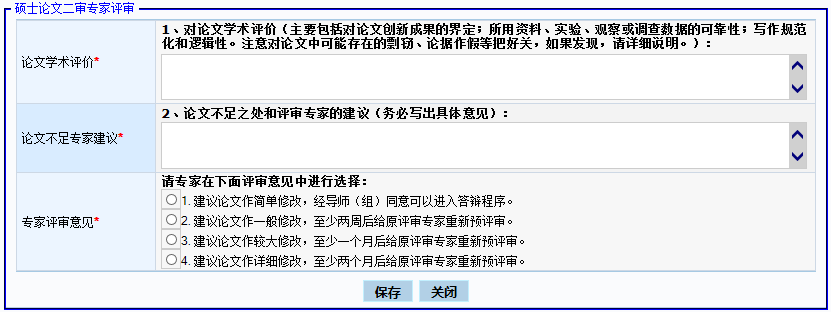 硕士论文二审专家评审
1、对论文学术评价（主要包括对论文创新成果的界定；所用资料、实验、观察或调查数据的可靠性；写作规范
化和逻辑性。注意对论文中可能存在的剽窃、论据作假等把好关，如果发现，请详细说明。）：
论文学术评价*
2、论文不足之处和评审专家的建议（务必写出具体意见）：
论文不足专家建议*
请专家在下面评审意见中进行选择：
1. 建议论文作简单修改，经导师（组）同意可以进入答辩程序。
2. 建议论文作一般修改，至少两周后给原评审专家重新预评审。
专家评审意见*
3. 建议论文作较大修改，至少一个月后给原评审专家重新预评审。
4. 建议论文作详细修改，至少两个月后给原评审专家重新预评审。
保存 关闭